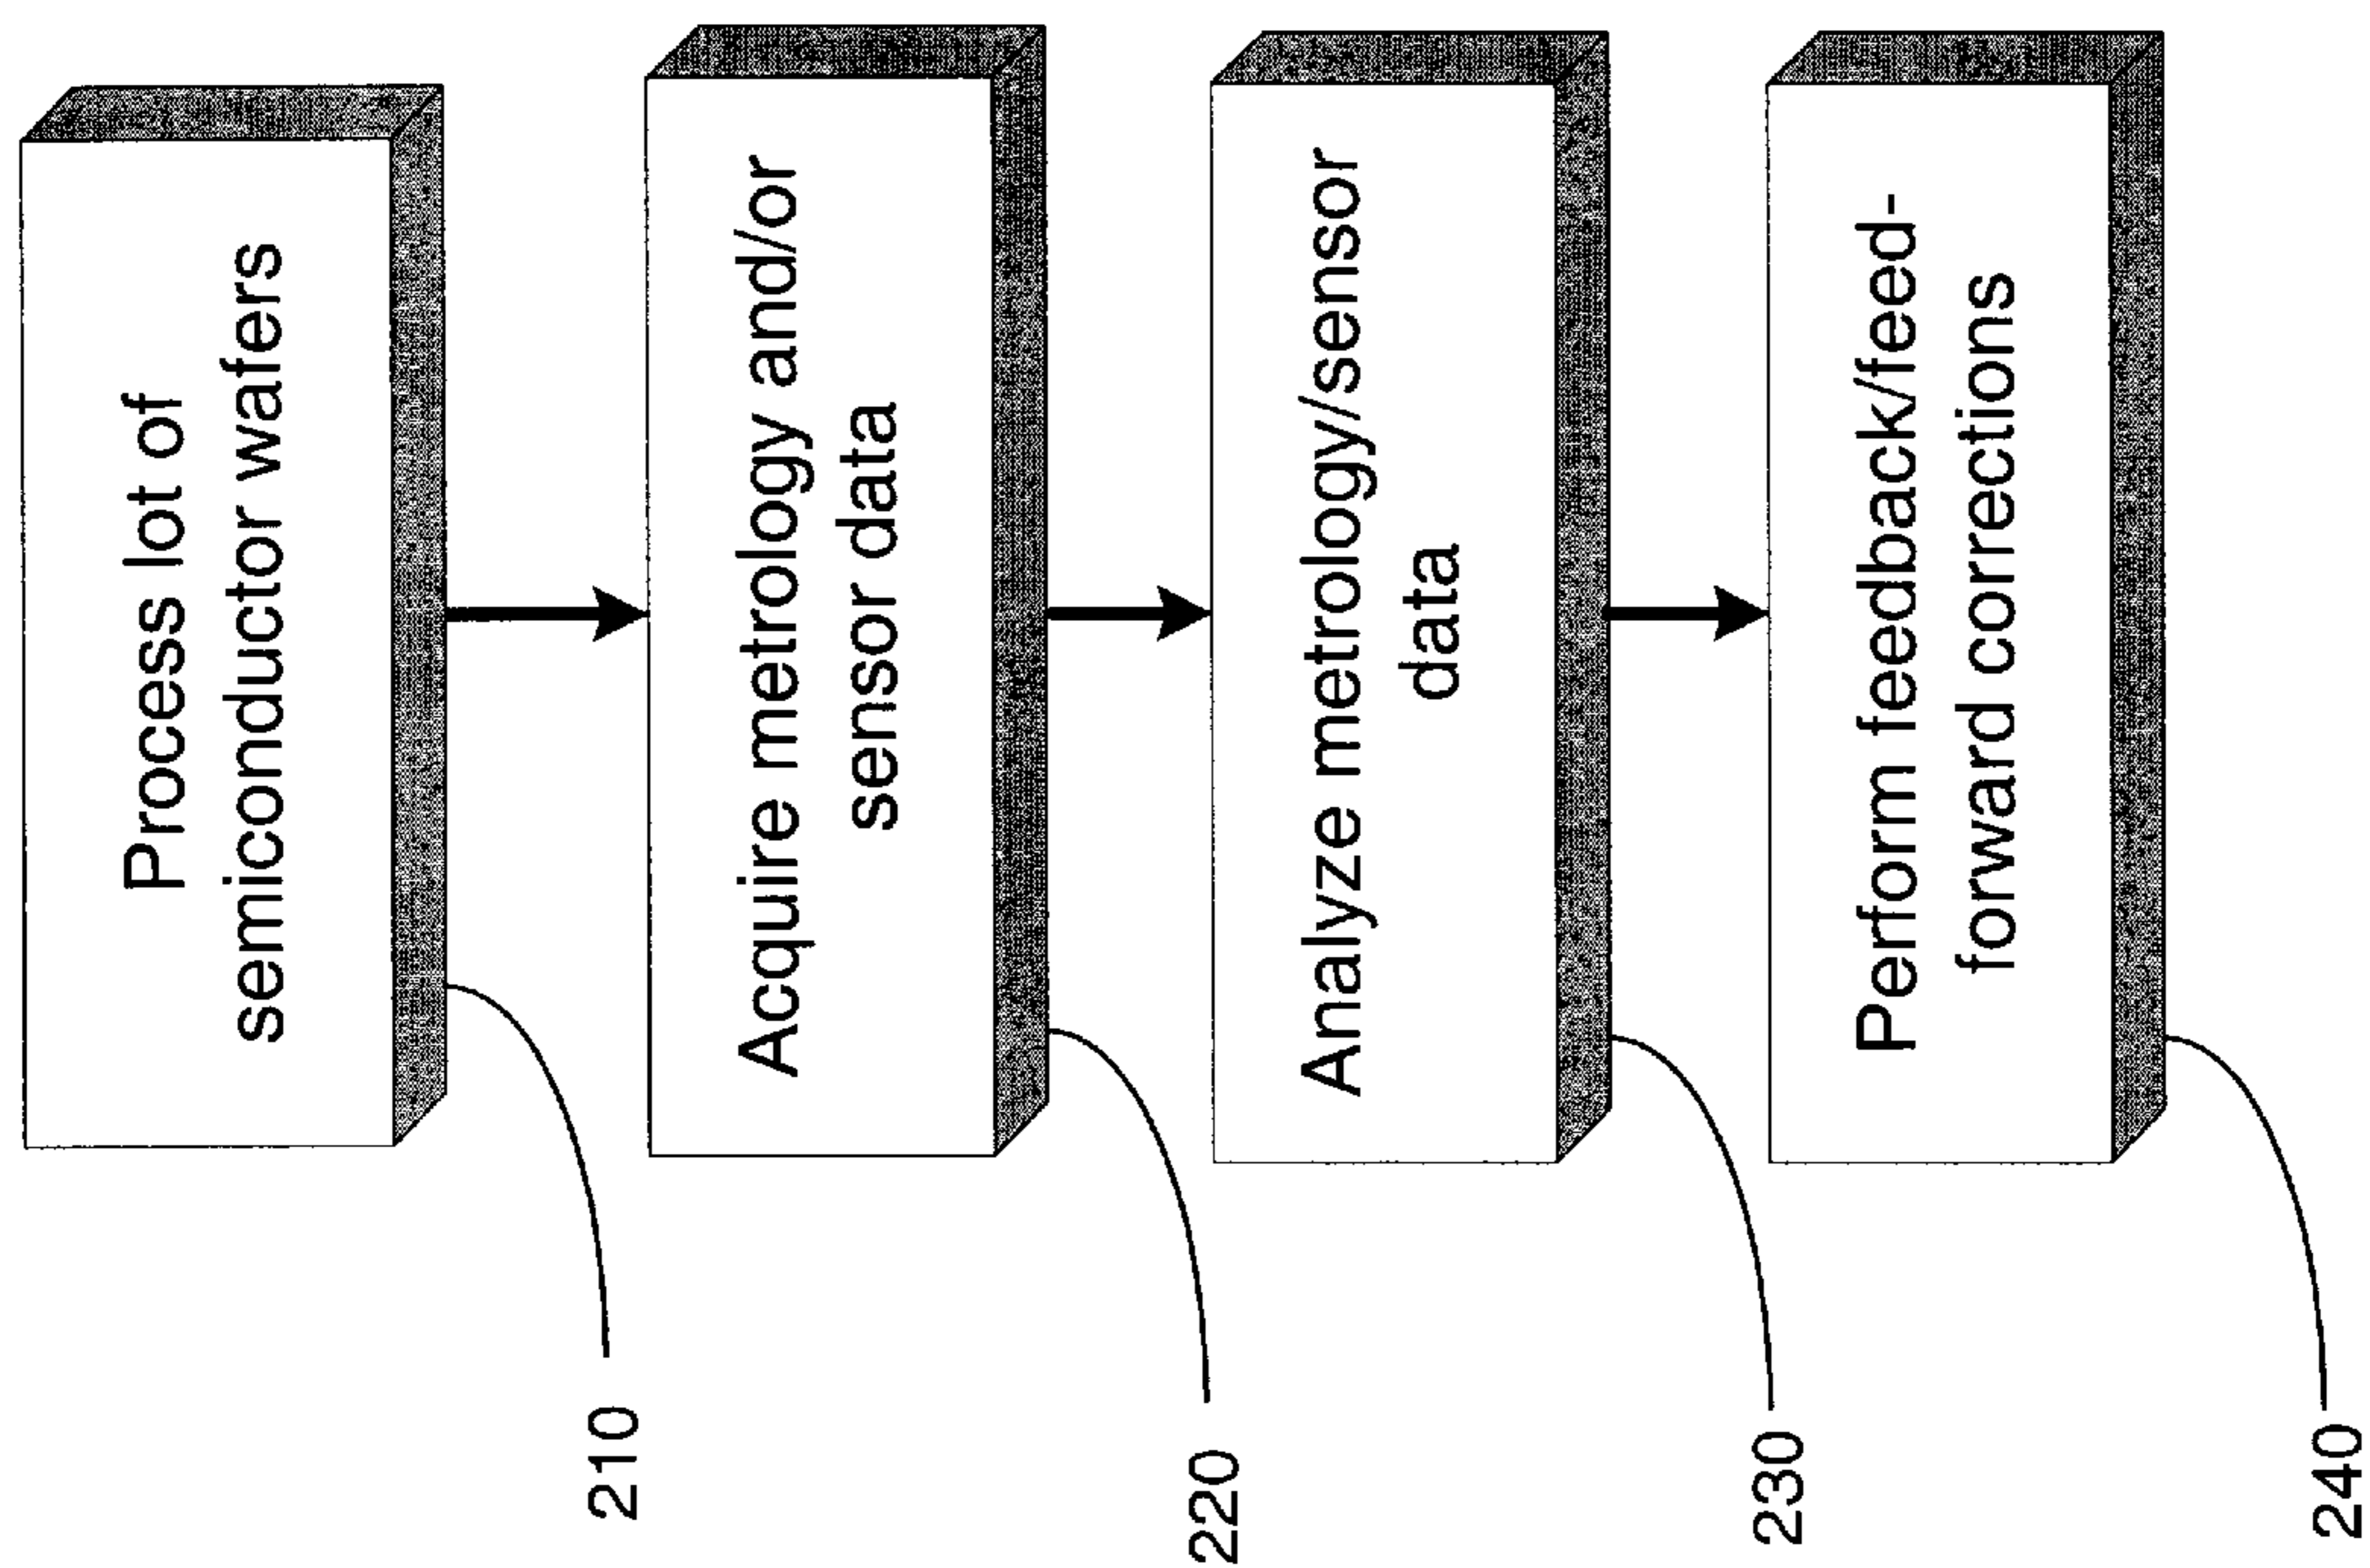 Process lot of
semiconductor wafers
210
Acquire metrology and/or
sensor data
220
Analyze metrology/sensor
data
230
Perform feedback/feed-
forward corrections
240